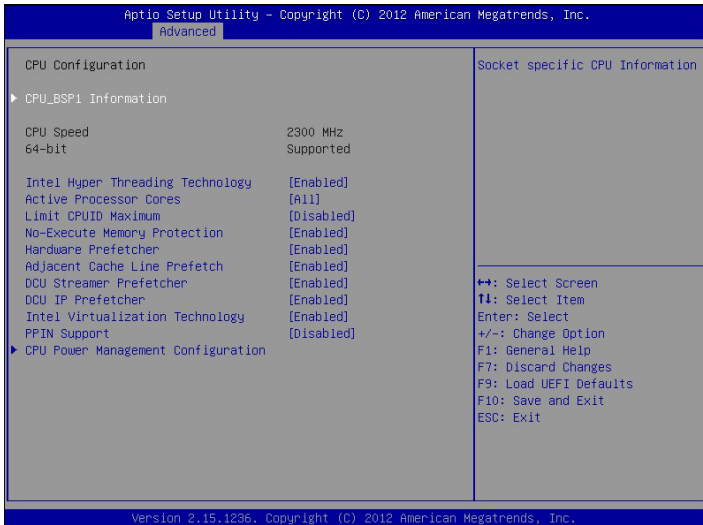 Aptio Setup Utility – Copyright (C) 2012 American Megatrends, Inc.
Advanced
CPU Configuration
CPU_BSP1 Information
CPU Speed 2300 MHz
64-bit Supported
Intel Hyper Threading Technology [Enabled]
Active Processor Cores [All]
Limit CPUID Maximum [Disabled]
No-Execute Memory Protection [Enabled]
Hardware Prefetcher [Enabled]
Adjacent Cache Line Prefetch [Enabled]
DCU Streamer Prefetcher [Enabled]
DCU IP Prefetcher [Enabled]
Intel Virtualization Technology [Enabled]
PPIN Support [Disabled]
CPU Power Management Configuration
Socket specific CPU Information
↔: Select Screen
↑↓: Select Item
Enter: Select
+/-: Change Option
F1: General Help
F7: Discard Changes
F9: Load UEFI Defaults
F10: Save and Exit
ESC: Exit
Version 2.15.1236. Copyright (C) 2012 American Megatrends, Inc.